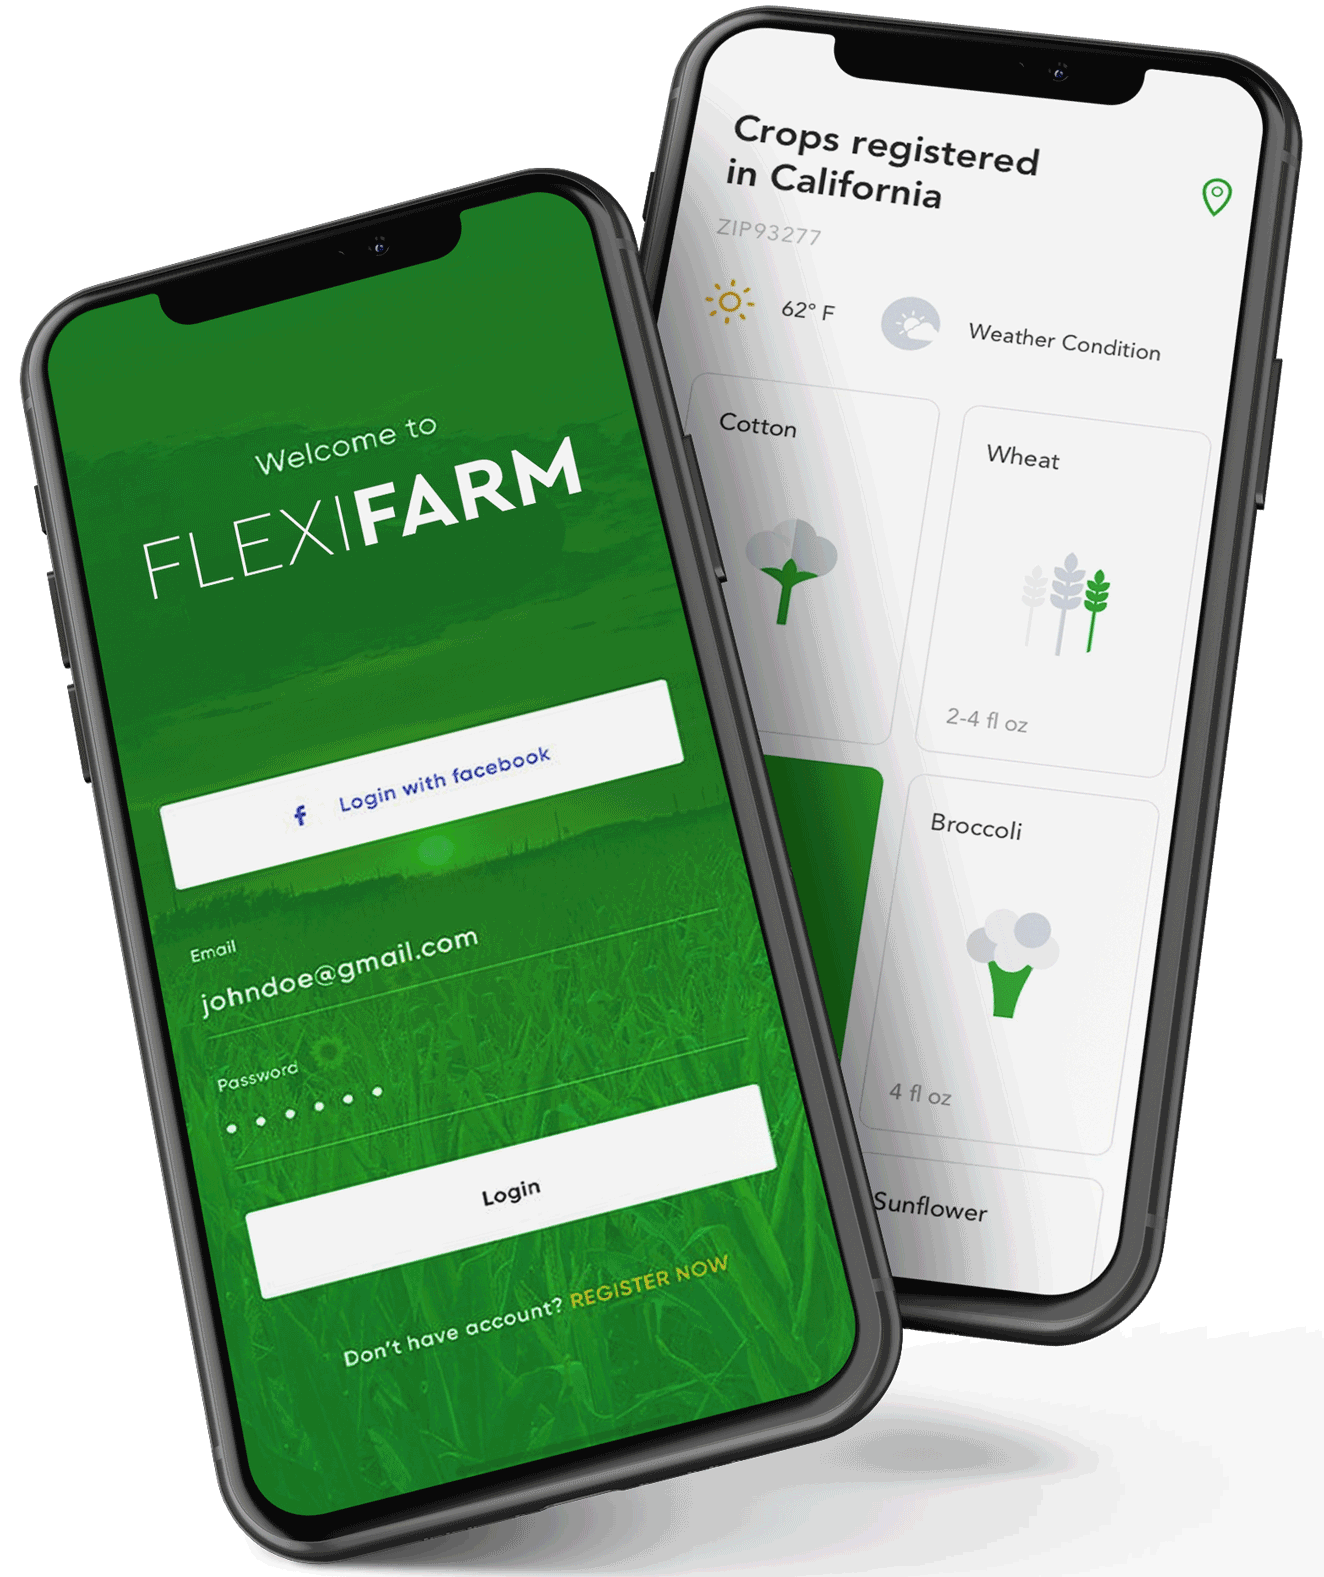 Welcome to
FLEXIFARM
f Login with facebook
Email
johndoe@gmail.com
Password
Login
Don't have account? REGISTER NOW
Crops registered
in California
ZIP93277
62° F
Weather Condition
Cotton
Wheat
2-4 fl oz
Broccoli
4 fl oz
Sunflower